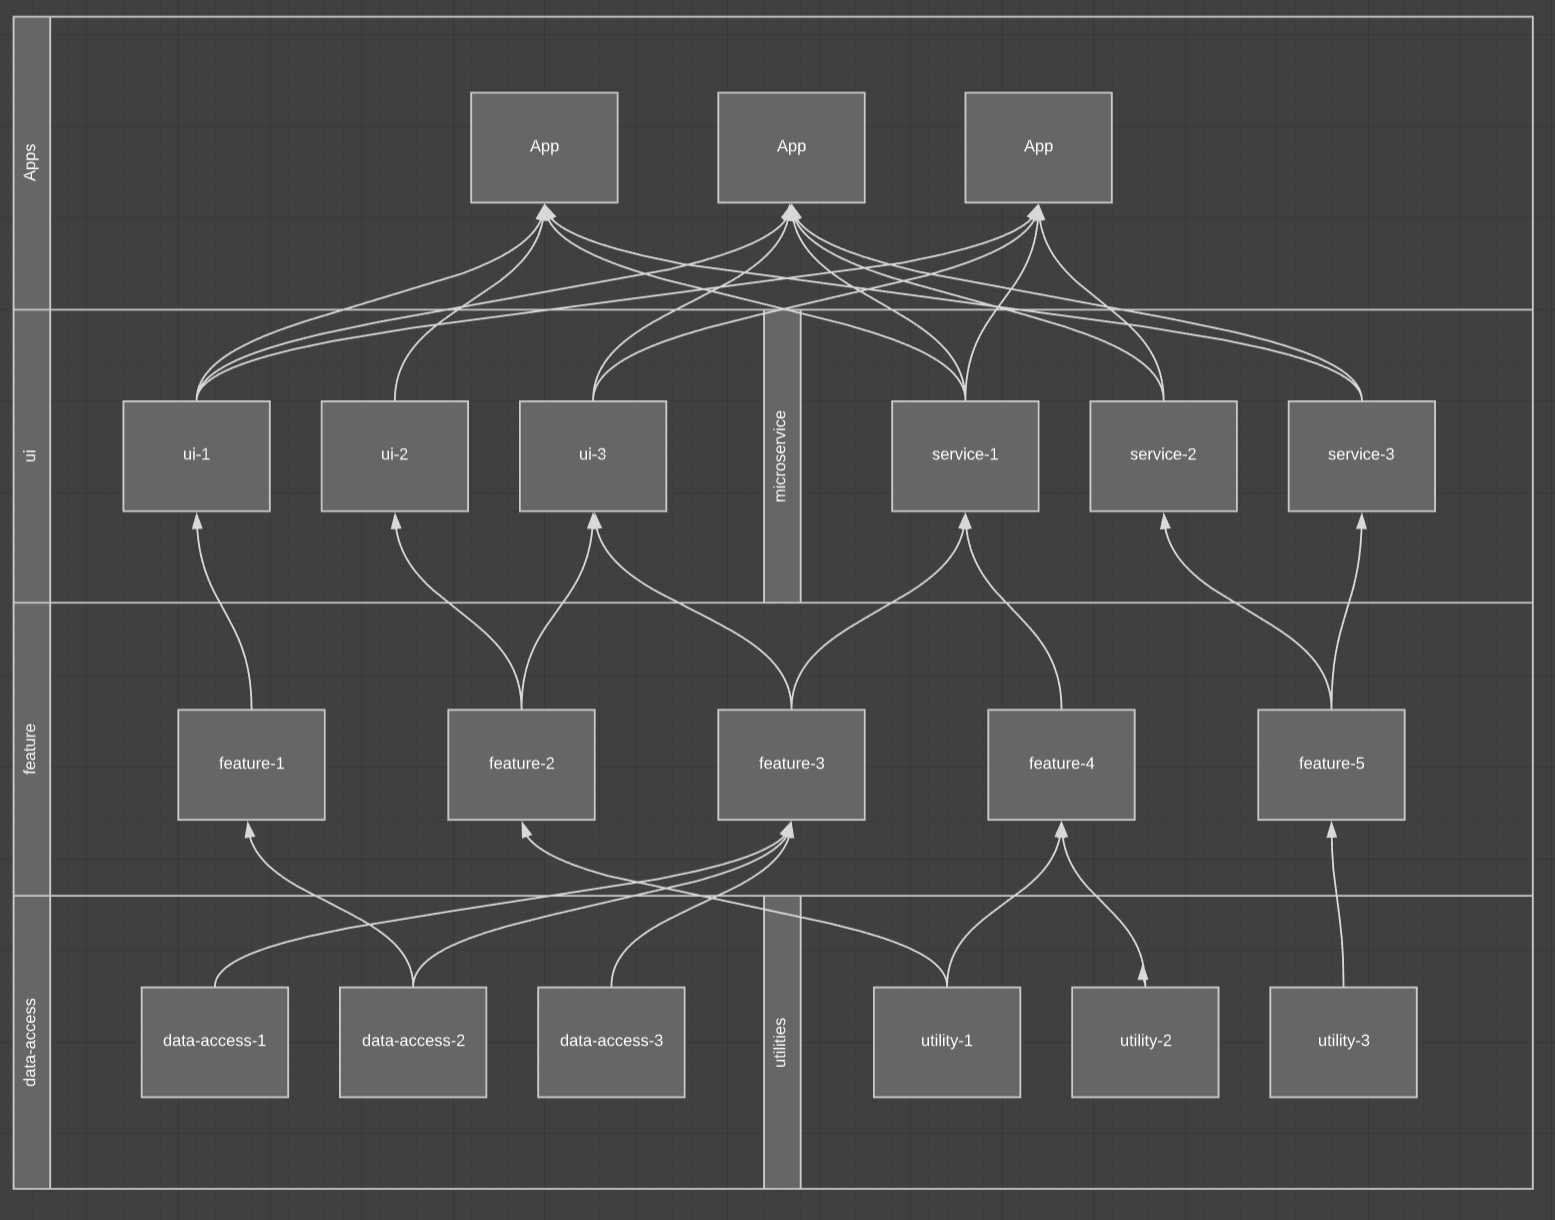 Apps
App
App
App
ui
ui-1
ui-2
ui-3
microservice
service-1
service-2
service-3
feature
feature-1
feature-2
feature-3
feature-4
feature-5
data-access
data-access-1
data-access-2
data-access-3
utilities
utility-1
utility-2
utility-3